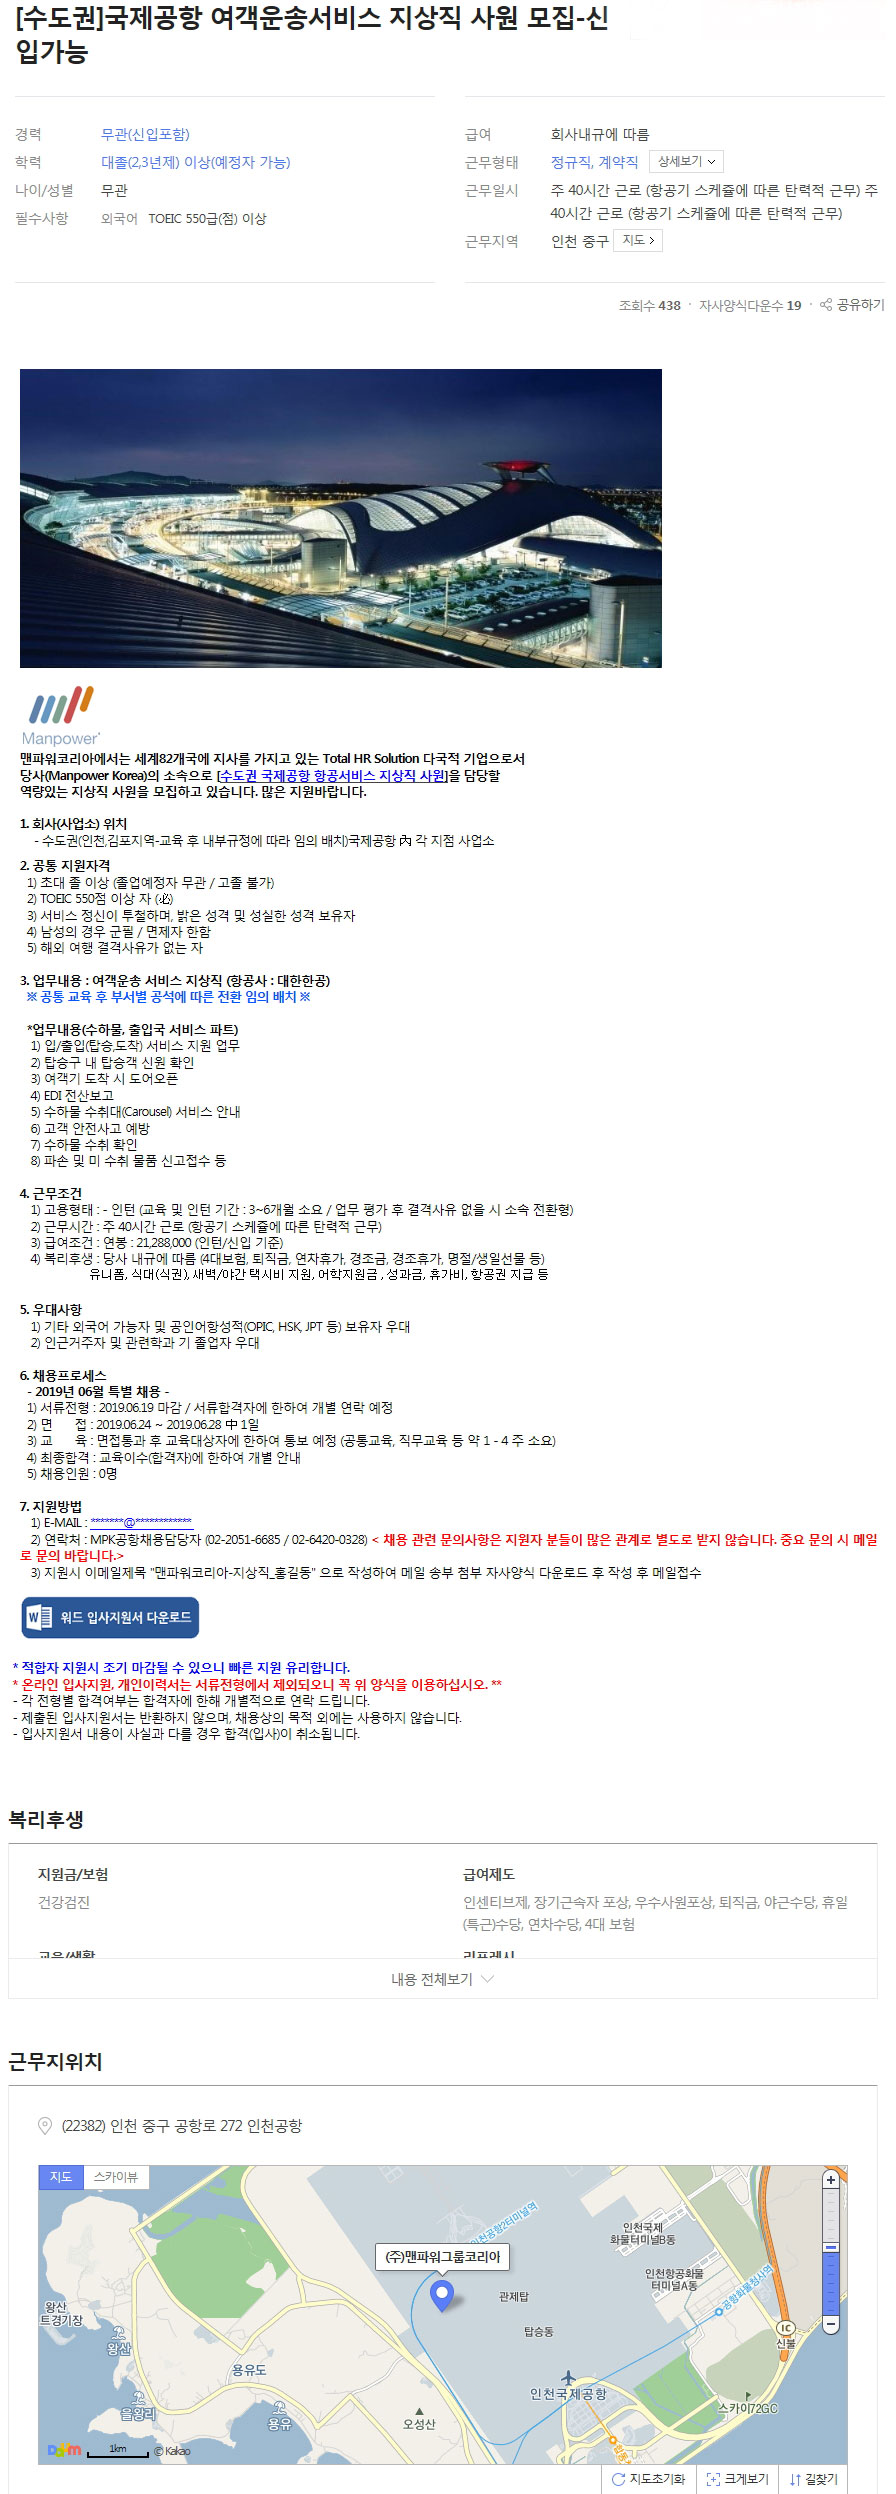 [수도권]국제공항 여객운송서비스 지상직 사원 모집-신
입가능
경력 무관(신입포함)
학력 대졸(2,3년제) 이상(예정자 가능)
나이/성별 무관
필수사항 외국어 TOEIC 550급(점) 이상
급여 회사내규에 따름
근무형태 정규직, 계약직 상세보기
근무일시 주 40시간 근로 (항공기 스케쥴에 따른 탄력적 근무) 주
40시간 근로 (항공기 스케쥴에 따른 탄력적 근무)
근무지역 인천 중구 지도
조회수 438 · 자사양식다운수 19 · 공유하기
Manpower
맨파워코리아에서는 세계82개국에 지사를 가지고 있는 Total HR Solution 다국적 기업으로서
당사(Manpower Korea)의 소속으로 [수도권 국제공항 항공서비스 지상직 사원]을 담당할
역량있는 지상직 사원을 모집하고 있습니다. 많은 지원바랍니다.
1. 회사(사업소) 위치
- 수도권(인천,김포지역-교육 후 내부규정에 따라 임의 배치)국제공항 內 각 지점 사업소
2. 공통 지원자격
1) 초대 졸 이상 (졸업예정자 무관 / 고졸 불가)
2) TOEIC 550점 이상 자 (必)
3) 서비스 정신이 투철하며, 밝은 성격 및 성실한 성격 보유자
4) 남성의 경우 군필 / 면제자 한함
5) 해외 여행 결격사유가 없는 자
3. 업무내용 : 여객운송 서비스 지상직 (항공사 : 대한한공)
※ 공통 교육 후 부서별 공석에 따른 전환 임의 배치 ※
*업무내용(수하물, 출입국 서비스 파트)
1) 입/출입(탑승,도착) 서비스 지원 업무
2) 탑승구 내 탑승객 신원 확인
3) 여객기 도착 시 도어오픈
4) EDI 전산보고
5) 수하물 수취대(Carousel) 서비스 안내
6) 고객 안전사고 예방
7) 수하물 수취 확인
8) 파손 및 미 수취 물품 신고접수 등
4. 근무조건
1) 고용형태 : - 인턴 (교육 및 인턴 기간 : 3~6개월 소요 / 업무 평가 후 결격사유 없을 시 소속 전환형)
2) 근무시간 : 주 40시간 근로 (항공기 스케쥴에 따른 탄력적 근무)
3) 급여조건 : 연봉 : 21,288,000 (인턴/신입 기준)
4) 복리후생 : 당사 내규에 따름 (4대보험, 퇴직금, 연차휴가, 경조금, 경조휴가, 명절/생일선물 등)
유니폼, 식대(식권), 새벽/야간 택시비 지원, 어학지원금 , 성과금, 휴가비, 항공권 지급 등
5. 우대사항
1) 기타 외국어 가능자 및 공인어항성적(OPIC, HSK, JPT 등) 보유자 우대
2) 인근거주자 및 관련학과 기 졸업자 우대
6. 채용프로세스
- 2019년 06월 특별 채용 -
1) 서류전형 : 2019.06.19 마감 / 서류합격자에 한하여 개별 연락 예정
2) 면 접 : 2019.06.24 ~ 2019.06.28 中 1일
3) 교 육 : 면접통과 후 교육대상자에 한하여 통보 예정 (공통교육, 직무교육 등 약 1 - 4 주 소요)
4) 최종합격 : 교육이수(합격자)에 한하여 개별 안내
5) 채용인원 : 0명
7. 지원방법
1) E-MAIL : *******@************
2) 연락처 : MPK공항채용담당자 (02-2051-6685 / 02-6420-0328) < 채용 관련 문의사항은 지원자 분들이 많은 관계로 별도로 받지 않습니다. 중요 문의 시 메일
로 문의 바랍니다.>
3) 지원시 이메일제목 "맨파워코리아-지상직_홍길동" 으로 작성하여 메일 송부 첨부 자사양식 다운로드 후 작성 후 메일접수
W 워드 입사지원서 다운로드
* 적합자 지원시 조기 마감될 수 있으니 빠른 지원 유리합니다.
* 온라인 입사지원, 개인이력서는 서류전형에서 제외되오니 꼭 위 양식을 이용하십시오. **
- 각 전형별 합격여부는 합격자에 한해 개별적으로 연락 드립니다.
- 제출된 입사지원서는 반환하지 않으며, 채용상의 목적 외에는 사용하지 않습니다.
- 입사지원서 내용이 사실과 다를 경우 합격(입사)이 취소됩니다.
복리후생
지원금/보험
건강검진
급여제도
인센티브제, 장기근속자 포상, 우수사원포상, 퇴직금, 야근수당, 휴일
(특근)수당, 연차수당, 4대 보험
교육/생활 리프레시
내용 전체보기
근무지위치
(22382) 인천 중구 공항로 272 인천공항
지도 스카이뷰
인천공항2터미널역
인천국제
화물터미널B동
(주)맨파워그룹코리아
인천항공화물
터미널A동
공항화물청사역
관제탑
왕산
트경기장
탑승동
IC
신불
왕산
용유도
인천국제공항
을왕리
용유
오성산
스카이72GC
Daum 1km © Kakao
지도초기화 크게보기 길찾기